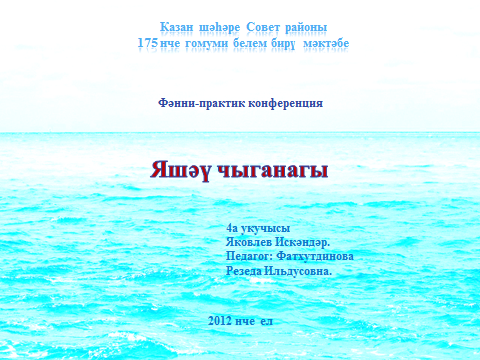 Казан шәһәре Совет районы
175 нче гомуми белем бирү мәктәбе
Фәнни-практик конференция
Яшәү чыганагы
4а укучысы
Яковлев Искәндәр.
Педагог: Фатхутдинова
Резеда Ильдусовна.
2012 нче ел